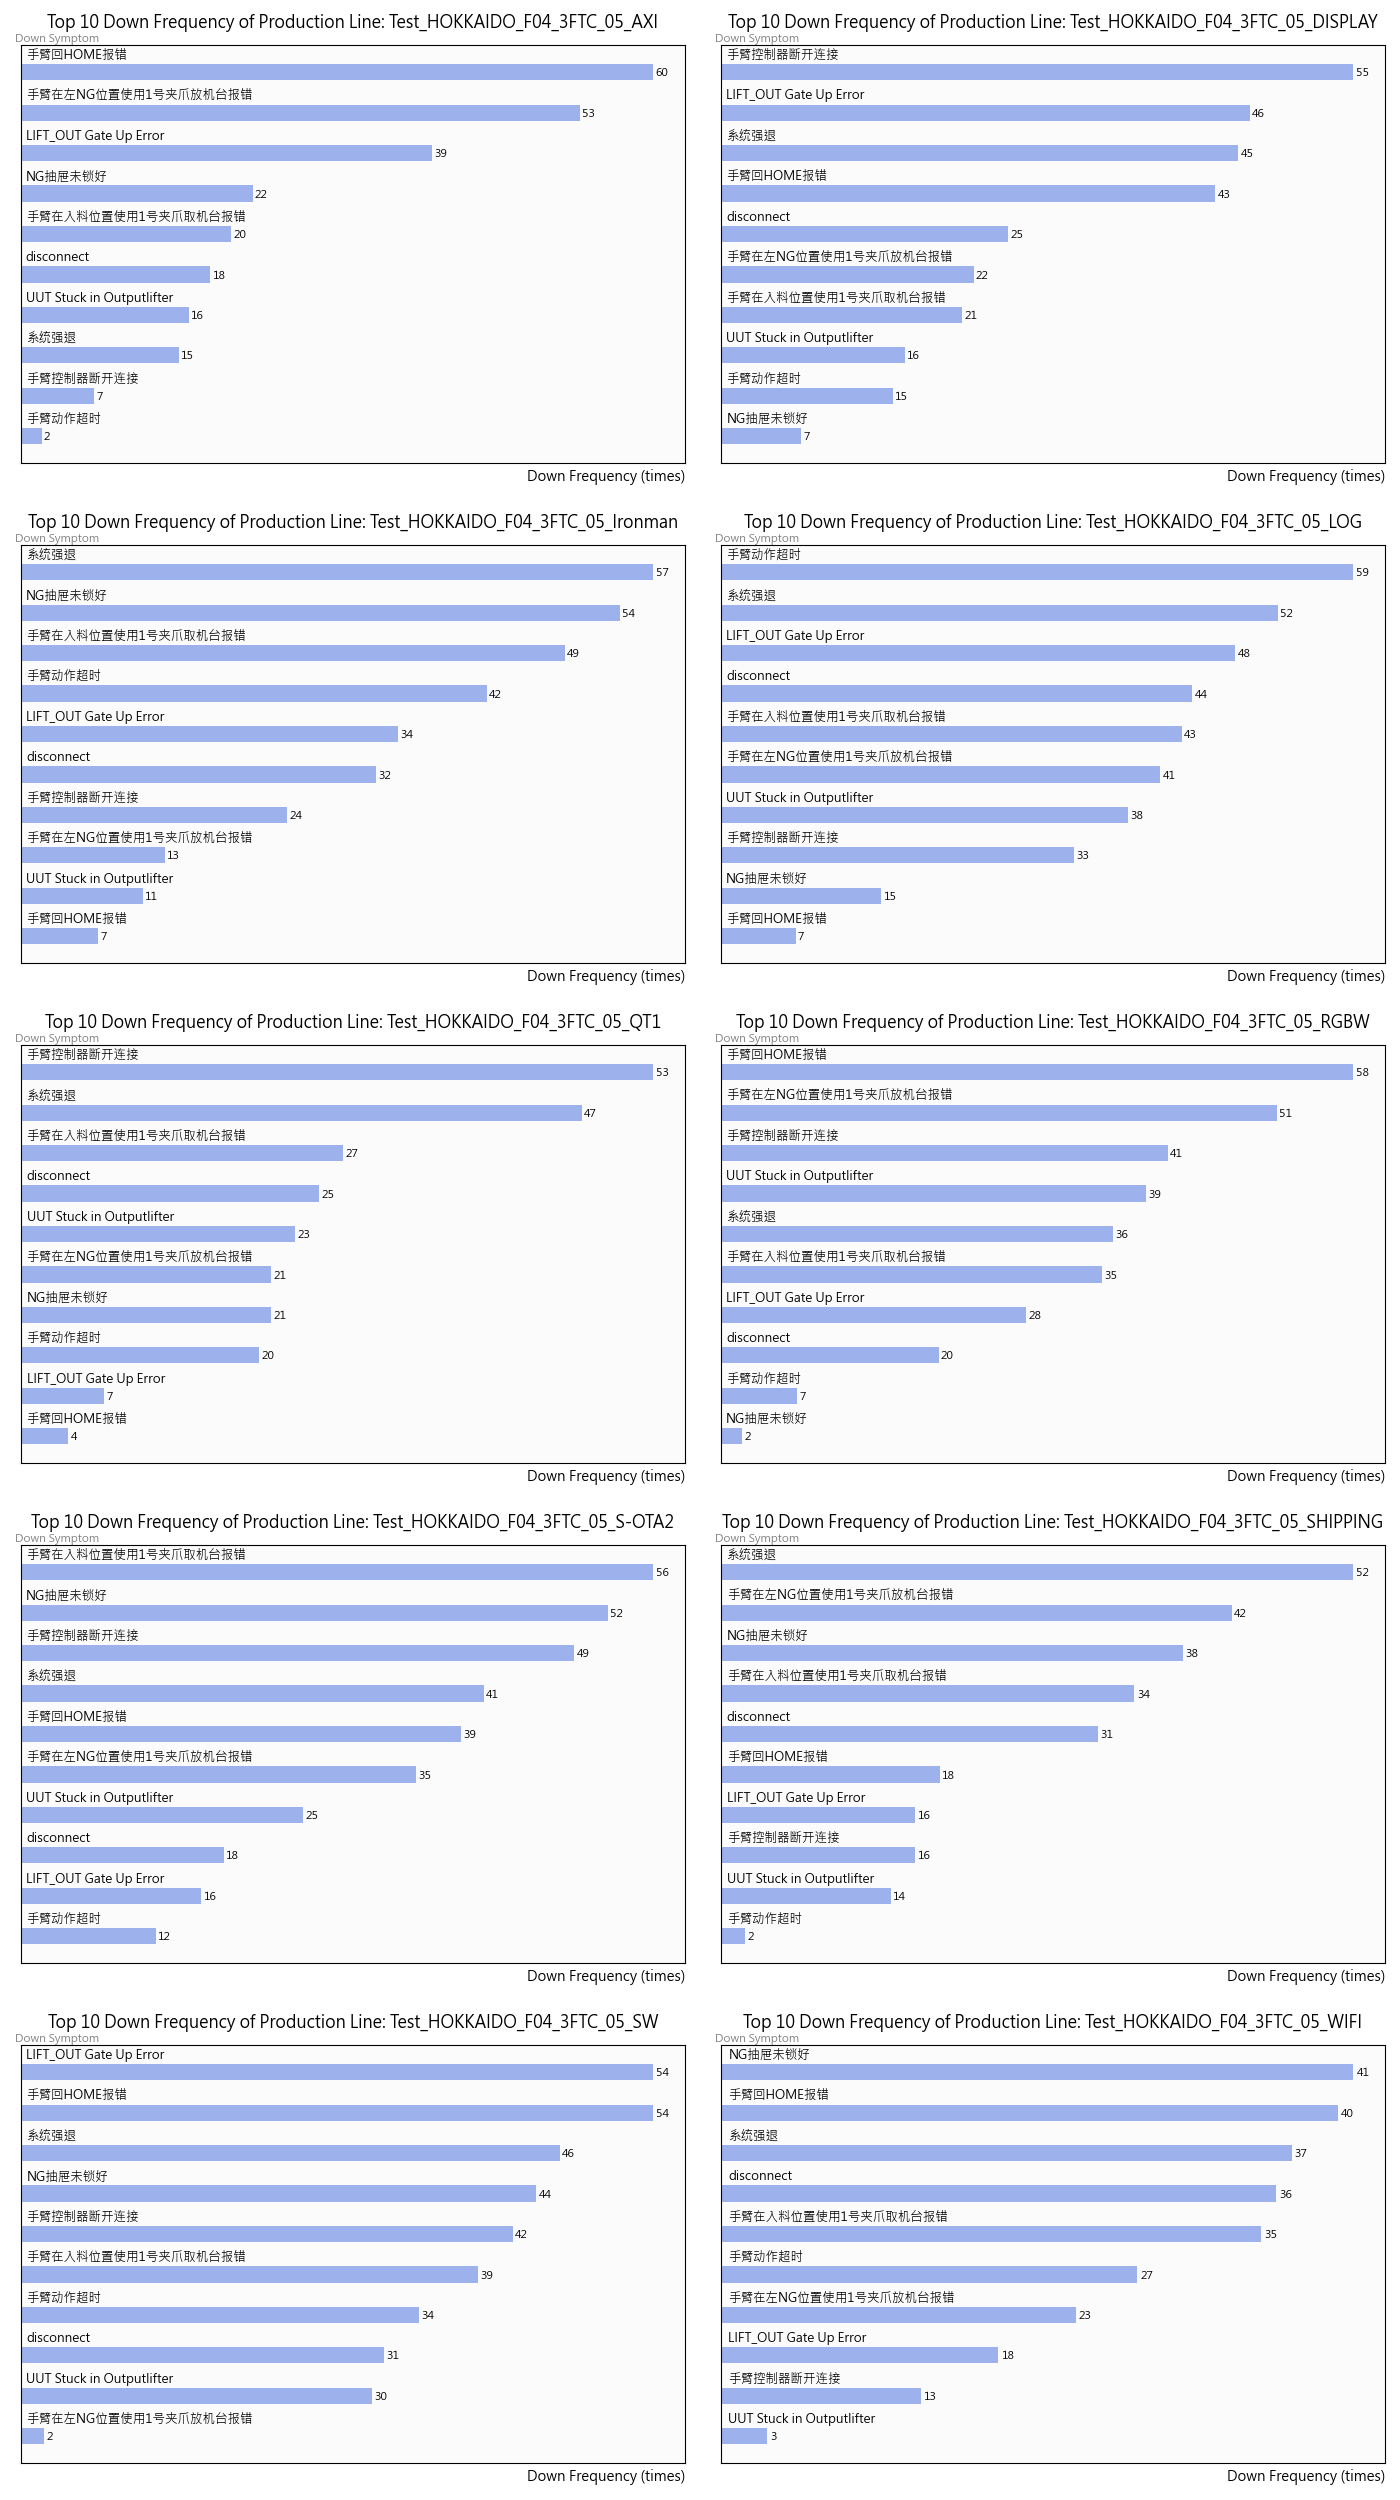 Top 10 Down Frequency of Production Line: Test_HOKKAIDO_F04_3FTC_05_AXI
Down Symptom
手臂回HOME报错
60
手臂在左NG位置使用1号夹爪放机台报错
53
LIFT_OUT Gate Up Error
39
NG抽屉未锁好
22
手臂在入料位置使用1号夹爪取机台报错
20
disconnect
18
UUT Stuck in Outputlifter
16
系统强退
15
手臂控制器断开连接
7
手臂动作超时
2
Down Frequency (times)
Top 10 Down Frequency of Production Line: Test_HOKKAIDO_F04_3FTC_05_DISPLAY
Down Symptom
手臂控制器断开连接
55
LIFT_OUT Gate Up Error
46
系统强退
45
手臂回HOME报错
43
disconnect
25
手臂在左NG位置使用1号夹爪放机台报错
22
手臂在入料位置使用1号夹爪取机台报错
21
UUT Stuck in Outputlifter
16
手臂动作超时
15
NG抽屉未锁好
7
Down Frequency (times)
Top 10 Down Frequency of Production Line: Test_HOKKAIDO_F04_3FTC_05_Ironman
Down Symptom
系统强退
57
NG抽屉未锁好
54
手臂在入料位置使用1号夹爪取机台报错
49
手臂动作超时
42
LIFT_OUT Gate Up Error
34
disconnect
32
手臂控制器断开连接
24
手臂在左NG位置使用1号夹爪放机台报错
13
UUT Stuck in Outputlifter
11
手臂回HOME报错
7
Down Frequency (times)
Top 10 Down Frequency of Production Line: Test_HOKKAIDO_F04_3FTC_05_LOG
Down Symptom
手臂动作超时
59
系统强退
52
LIFT_OUT Gate Up Error
48
disconnect
44
手臂在入料位置使用1号夹爪取机台报错
43
手臂在左NG位置使用1号夹爪放机台报错
41
UUT Stuck in Outputlifter
38
手臂控制器断开连接
33
NG抽屉未锁好
15
手臂回HOME报错
7
Down Frequency (times)
Top 10 Down Frequency of Production Line: Test_HOKKAIDO_F04_3FTC_05_QT1
Down Symptom
手臂控制器断开连接
53
系统强退
47
手臂在入料位置使用1号夹爪取机台报错
27
disconnect
25
UUT Stuck in Outputlifter
23
手臂在左NG位置使用1号夹爪放机台报错
21
NG抽屉未锁好
21
手臂动作超时
20
LIFT_OUT Gate Up Error
7
手臂回HOME报错
4
Down Frequency (times)
Top 10 Down Frequency of Production Line: Test_HOKKAIDO_F04_3FTC_05_RGBW
Down Symptom
手臂回HOME报错
58
手臂在左NG位置使用1号夹爪放机台报错
51
手臂控制器断开连接
41
UUT Stuck in Outputlifter
39
系统强退
36
手臂在入料位置使用1号夹爪取机台报错
35
LIFT_OUT Gate Up Error
28
disconnect
20
手臂动作超时
7
NG抽屉未锁好
2
Down Frequency (times)
Top 10 Down Frequency of Production Line: Test_HOKKAIDO_F04_3FTC_05_S-OTA2
Down Symptom
手臂在入料位置使用1号夹爪取机台报错
56
NG抽屉未锁好
52
手臂控制器断开连接
49
系统强退
41
手臂回HOME报错
39
手臂在左NG位置使用1号夹爪放机台报错
35
UUT Stuck in Outputlifter
25
disconnect
18
LIFT_OUT Gate Up Error
16
手臂动作超时
12
Down Frequency (times)
Top 10 Down Frequency of Production Line: Test_HOKKAIDO_F04_3FTC_05_SHIPPING
Down Symptom
系统强退
52
手臂在左NG位置使用1号夹爪放机台报错
42
NG抽屉未锁好
38
手臂在入料位置使用1号夹爪取机台报错
34
disconnect
31
手臂回HOME报错
18
LIFT_OUT Gate Up Error
16
手臂控制器断开连接
16
UUT Stuck in Outputlifter
14
手臂动作超时
2
Down Frequency (times)
Top 10 Down Frequency of Production Line: Test_HOKKAIDO_F04_3FTC_05_SW
Down Symptom
LIFT_OUT Gate Up Error
54
手臂回HOME报错
54
系统强退
46
NG抽屉未锁好
44
手臂控制器断开连接
42
手臂在入料位置使用1号夹爪取机台报错
39
手臂动作超时
34
disconnect
31
UUT Stuck in Outputlifter
30
手臂在左NG位置使用1号夹爪放机台报错
2
Down Frequency (times)
Top 10 Down Frequency of Production Line: Test_HOKKAIDO_F04_3FTC_05_WIFI
Down Symptom
NG抽屉未锁好
41
手臂回HOME报错
40
系统强退
37
disconnect
36
手臂在入料位置使用1号夹爪取机台报错
35
手臂动作超时
27
手臂在左NG位置使用1号夹爪放机台报错
23
LIFT_OUT Gate Up Error
18
手臂控制器断开连接
13
UUT Stuck in Outputlifter
3
Down Frequency (times)